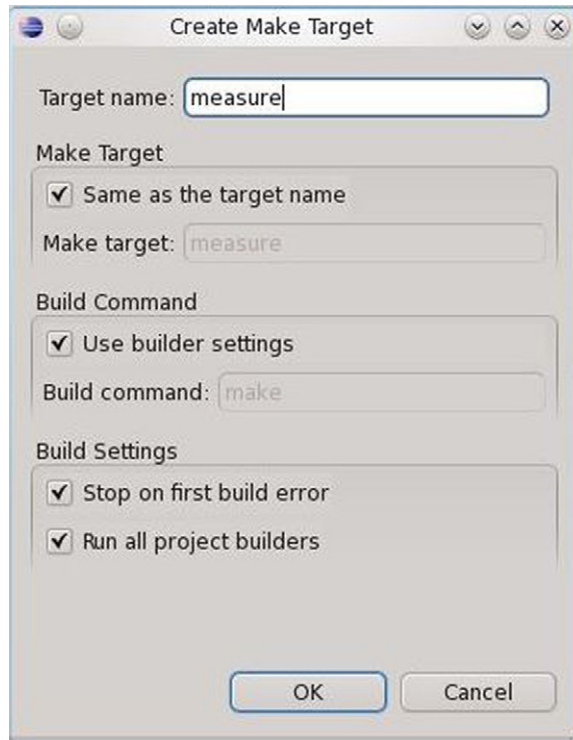 Create Make Target
Target name: measure
Make Target
Same as the target name
Make target: measure
Build Command
Use builder settings
Build command: make
Build Settings
Stop on first build error
Run all project builders
OK Cancel